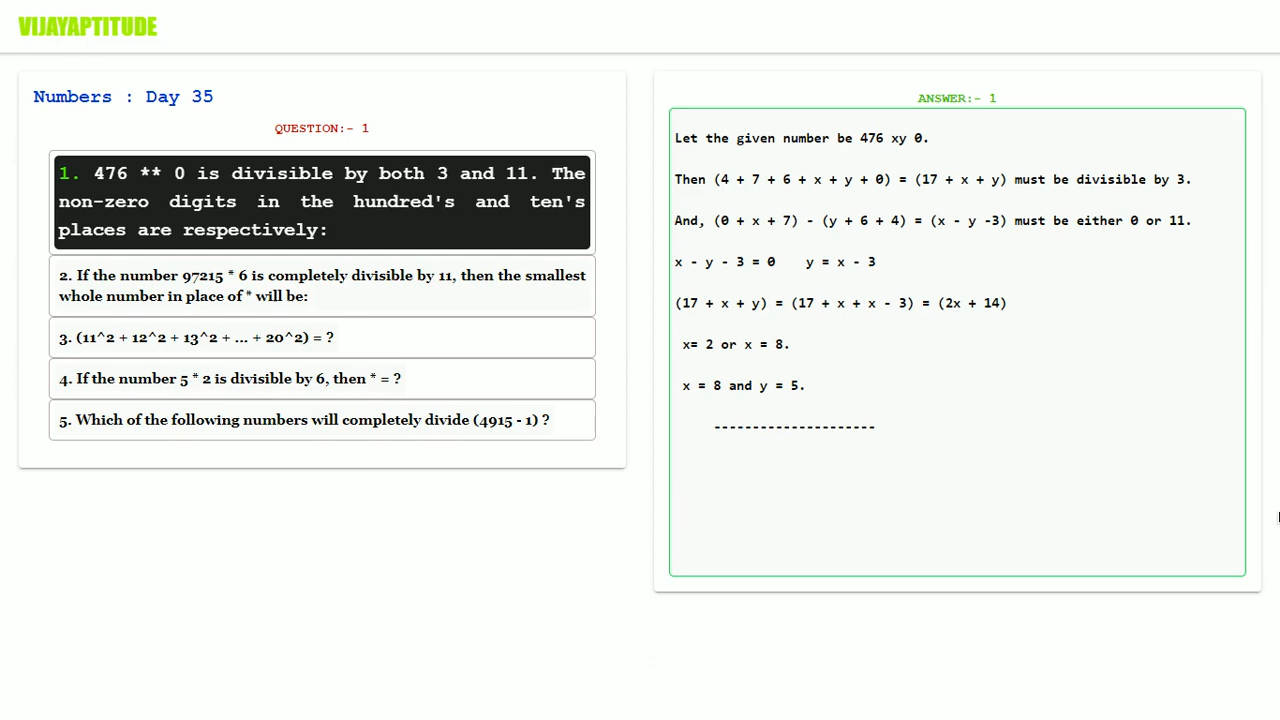 VIJAYAPTITUDE
Numbers : Day 35
QUESTION:- 1
1. 476 ** 0 is divisible by both 3 and 11. The
non-zero digits in the hundred's and ten's
places are respectively:
2. If the number 97215 * 6 is completely divisible by 11, then the smallest
whole number in place of * will be:
3. (11^2 + 12^2 + 13^2 + ... + 20^2) = ?
4. If the number 5 * 2 is divisible by 6, then * = ?
5. Which of the following numbers will completely divide (4915 - 1) ?
ANSWER:- 1
Let the given number be 476 xy 0.
Then (4 + 7 + 6 + x + y + 0) = (17 + x + y) must be divisible by 3.
And, (0 + x + 7) - (y + 6 + 4) = (x - y -3) must be either 0 or 11.
x - y - 3 = 0    y = x - 3
(17 + x + y) = (17 + x + x - 3) = (2x + 14)
x= 2 or x = 8.
x = 8 and y = 5.
---------------------